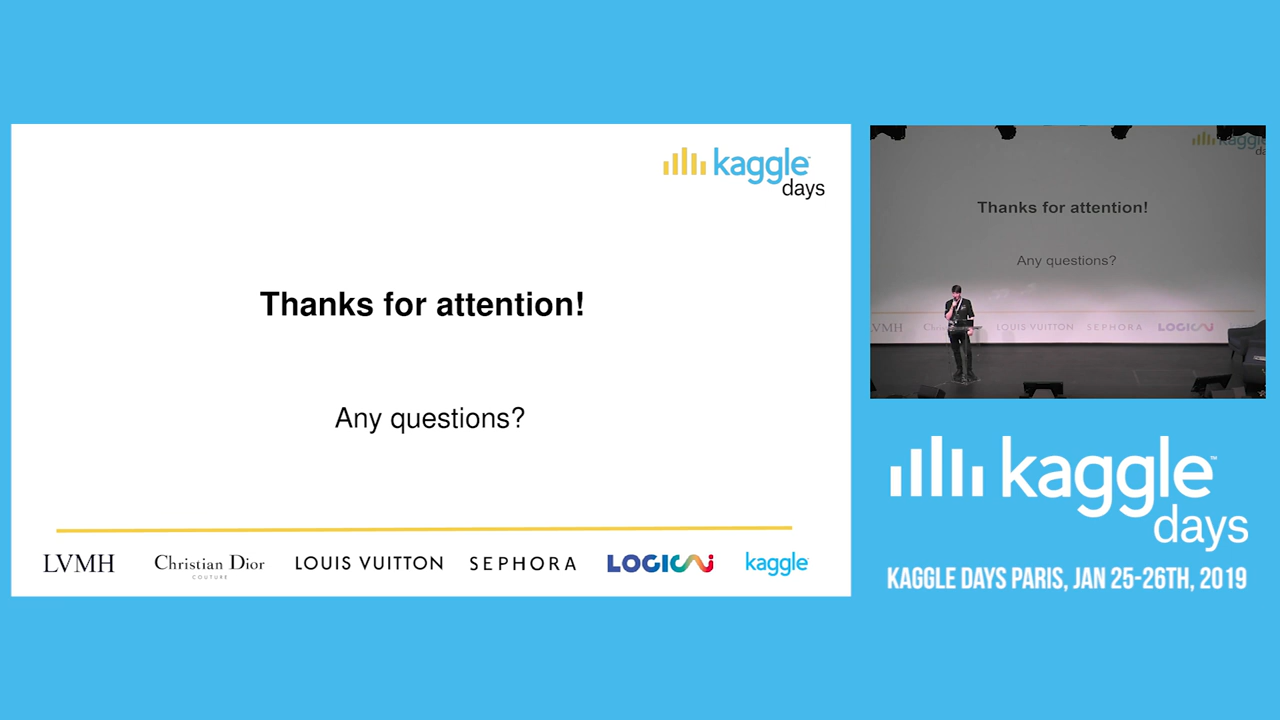 kaggle
days
Thanks for attention!
Any questions?
LVMH
Christian Dior
COUTURE
LOUIS VUITTON
SEPHORA
LOGICAI
kaggle
kaggle
Thanks for attention!
Any questions?
LOUIS VUITTON
SEPHORA
LOGICAI
kaggle™
days
KAGGLE DAYS PARIS, JAN 25-26TH, 2019